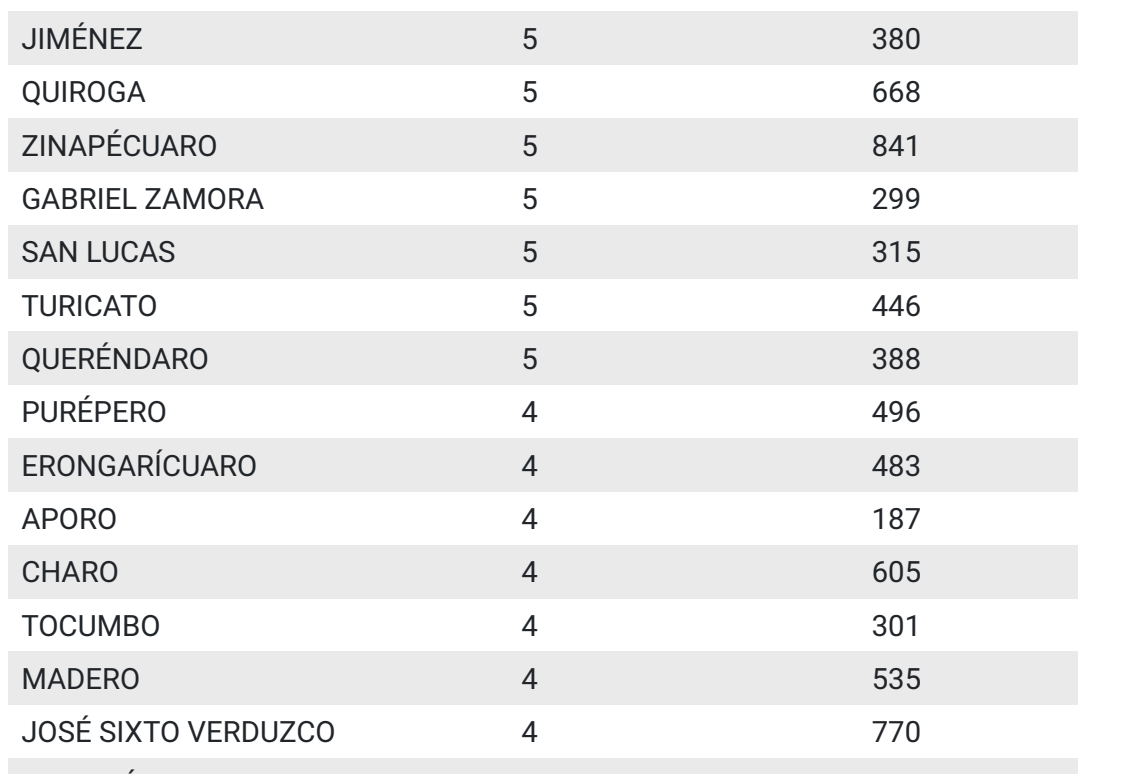 JIMÉNEZ 5 380
QUIROGA 5 668
ZINAPÉCUARO 5 841
GABRIEL ZAMORA 5 299
SAN LUCAS 5 315
TURICATO 5 446
QUERÉNDARO 5 388
PURÉPERO 4 496
ERONGARÍCUARO 4 483
APORO 4 187
CHARO 4 605
TOCUMBO 4 301
MADERO 4 535
JOSÉ SIXTO VERDUZCO 4 770